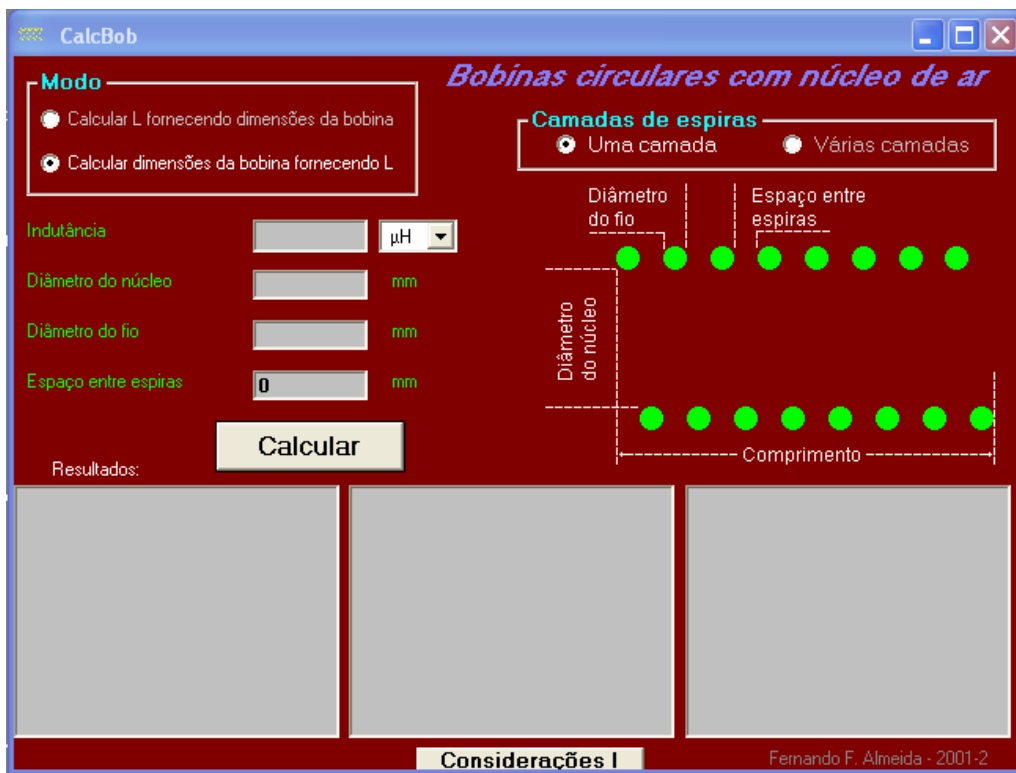 CalcBob
Bobinas circulares com núcleo de ar
Modo
Calcular L fornecendo dimensões da bobina
Calcular dimensões da bobina fornecendo L
Camadas de espiras
Uma camada
Várias camadas
Indutância
µH
Diâmetro do núcleo
mm
Diâmetro do fio
mm
Espaço entre espiras
0
mm
Calcular
Diâmetro
do fio
Espaço entre
espiras
Diâmetro
do núcleo
Comprimento
Resultados:
Considerações I
Fernando F. Almeida - 2001-2